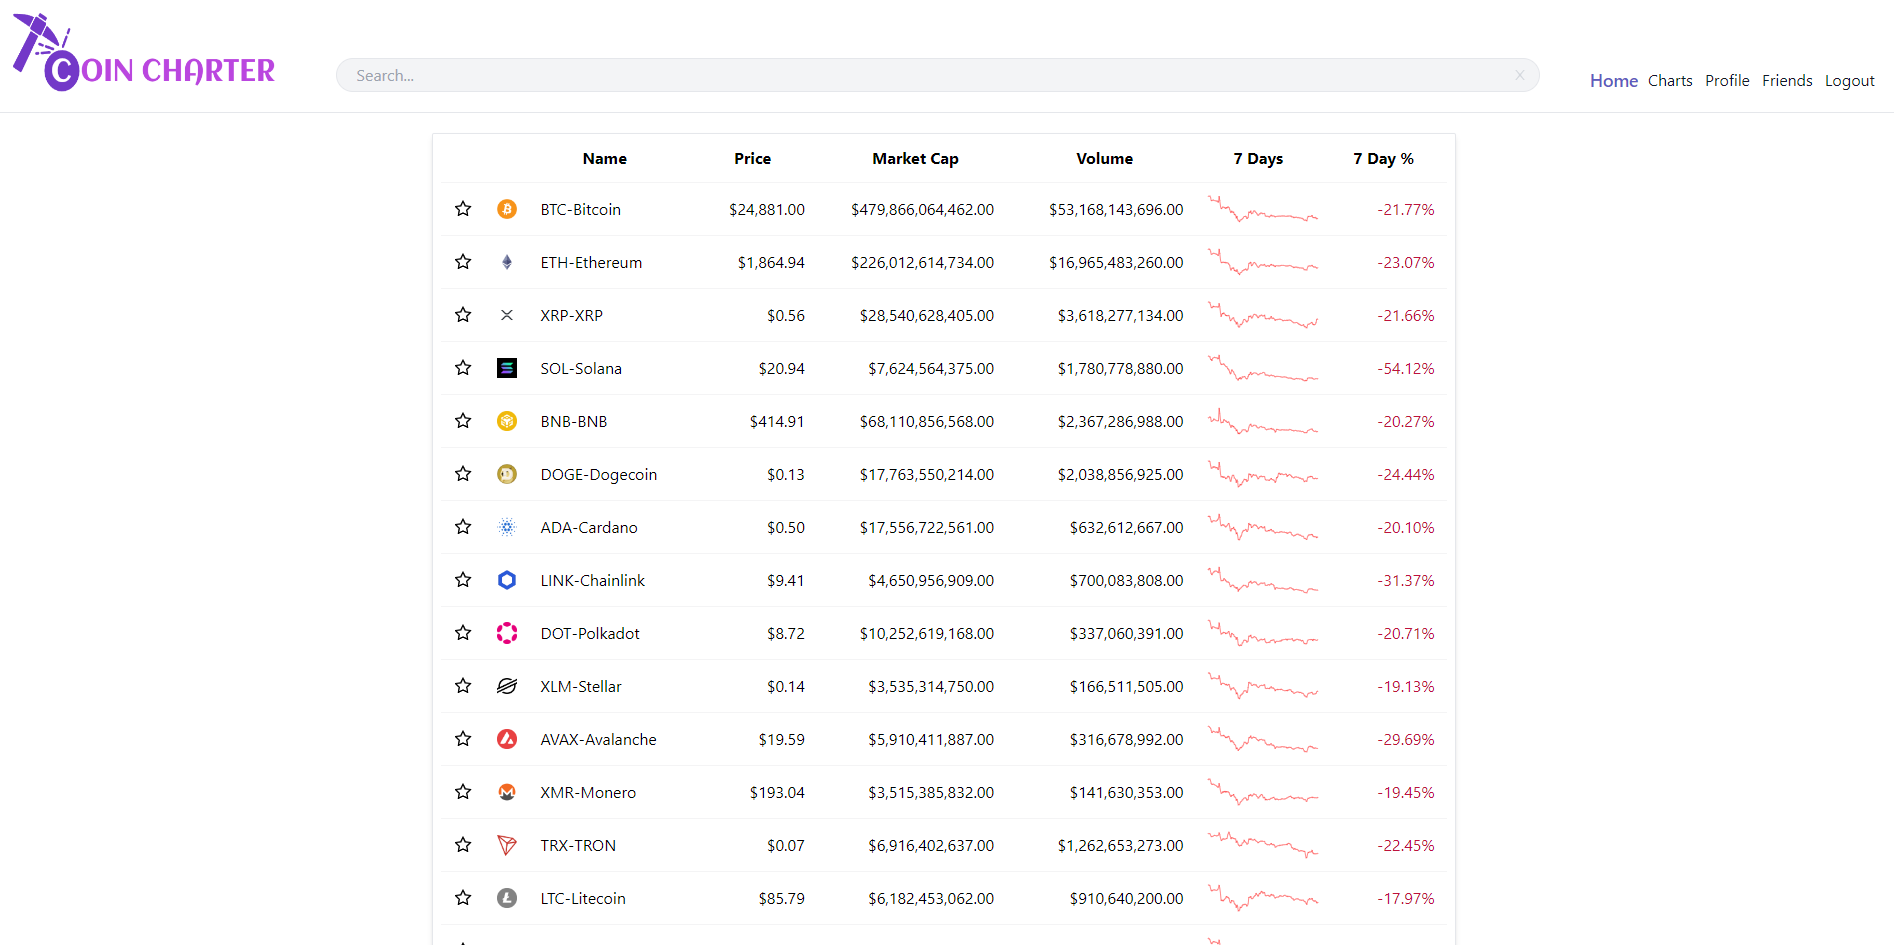 COIN CHARTER
Search... X
Home Charts Profile Friends Logout
Name Price Market Cap Volume 7 Days 7 Day %
BTC-Bitcoin $24,881.00 $479,866,064,462.00 $53,168,143,696.00 -21.77%
ETH-Ethereum $1,864.94 $226,012,614,734.00 $16,965,483,260.00 -23.07%
XRP-XRP $0.56 $28,540,628,405.00 $3,618,277,134.00 -21.66%
SOL-Solana $20.94 $7,624,564,375.00 $1,780,778,880.00 -54.12%
BNB-BNB $414.91 $68,110,856,568.00 $2,367,286,988.00 -20.27%
DOGE-Dogecoin $0.13 $17,763,550,214.00 $2,038,856,925.00 -24.44%
ADA-Cardano $0.50 $17,556,722,561.00 $632,612,667.00 -20.10%
LINK-Chainlink $9.41 $4,650,956,909.00 $700,083,808.00 -31.37%
DOT-Polkadot $8.72 $10,252,619,168.00 $337,060,391.00 -20.71%
XLM-Stellar $0.14 $3,535,314,750.00 $166,511,505.00 -19.13%
AVAX-Avalanche $19.59 $5,910,411,887.00 $316,678,992.00 -29.69%
XMR-Monero $193.04 $3,515,385,832.00 $141,630,353.00 -19.45%
TRX-TRON $0.07 $6,916,402,637.00 $1,262,653,273.00 -22.45%
LTC-Litecoin $85.79 $6,182,453,062.00 $910,640,200.00 -17.97%